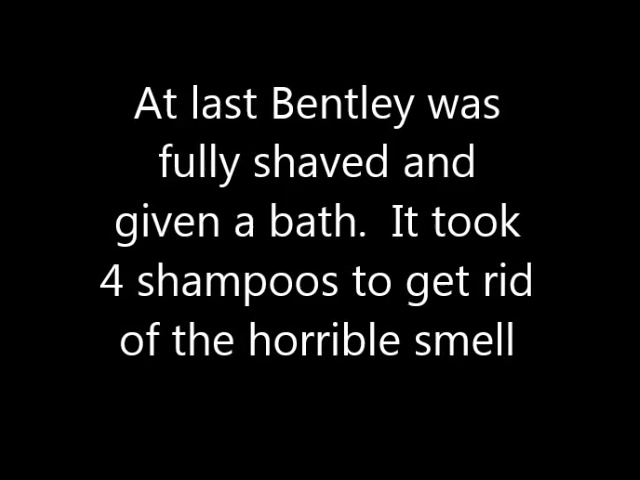 At last Bentley was
fully shaved and
given a bath.  It took
4 shampoos to get rid
of the horrible smell